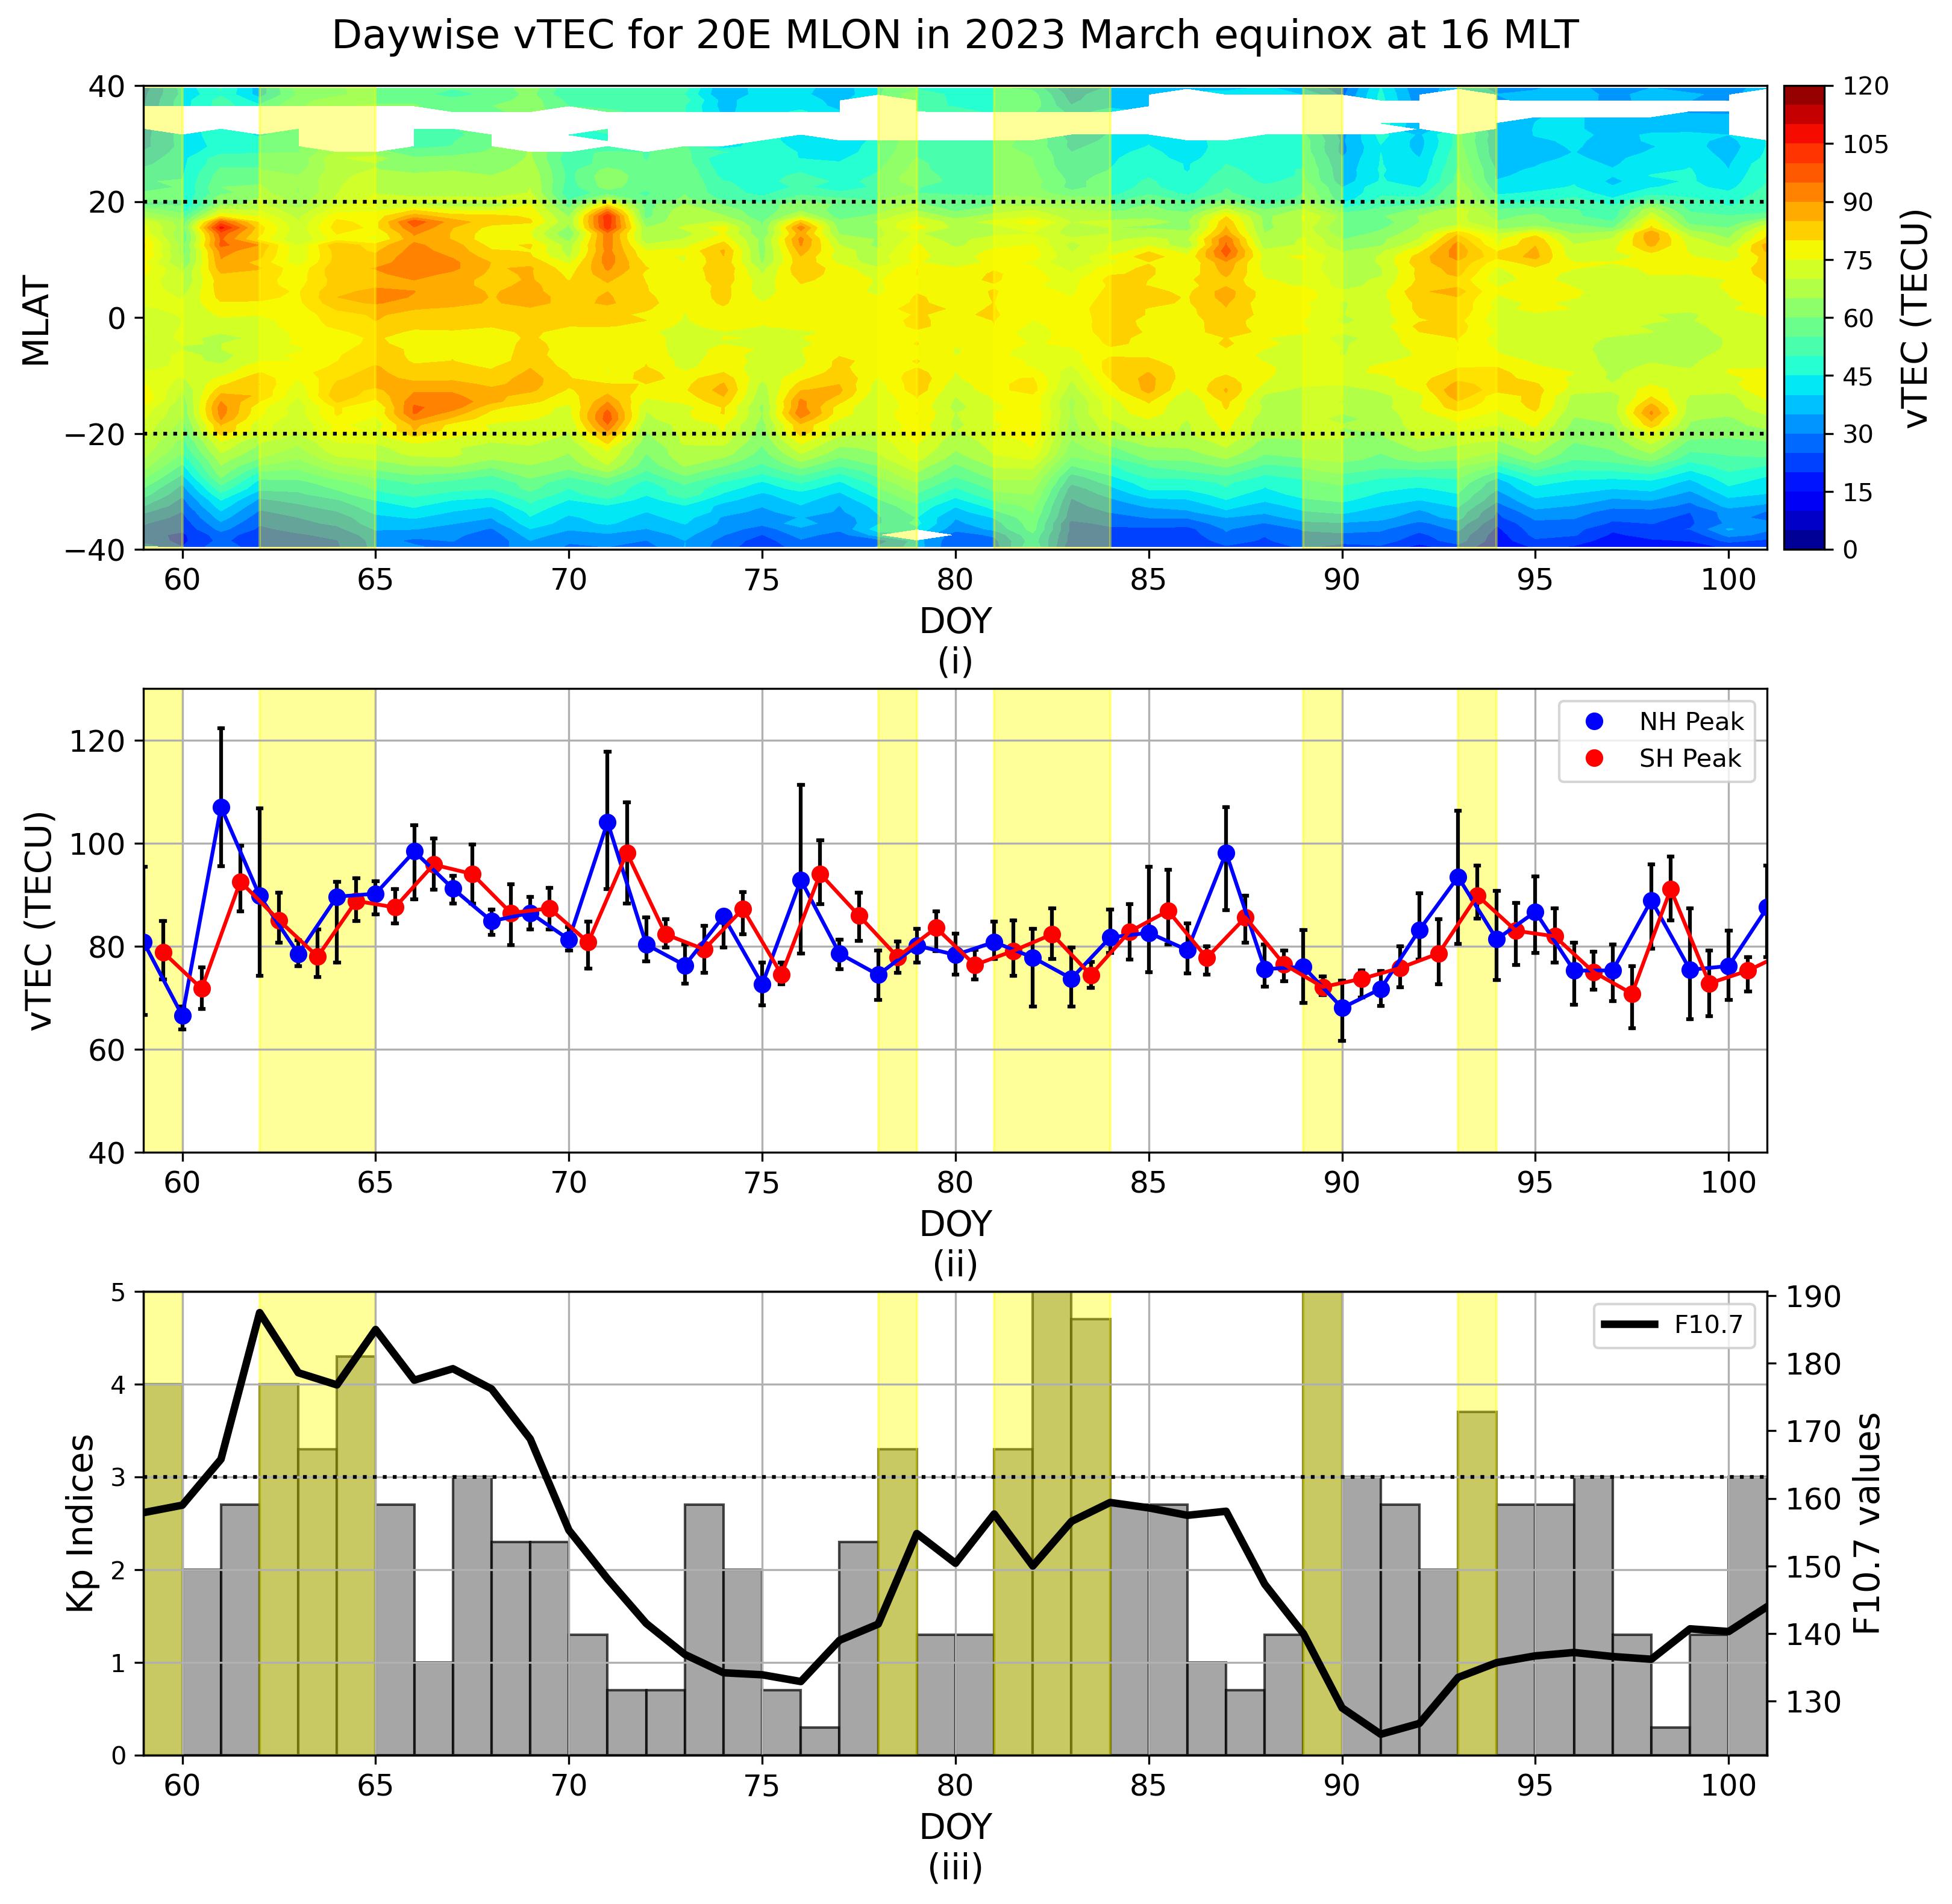 Daywise vTEC for 20E MLON in 2023 March equinox at 16 MLT
40
20
0
−20
−40
MLAT
60 65 70 75 80 85 90 95 100
DOY
(i)
120
105
90
75
60
45
30
15
0
vTEC (TECU)
120
100
80
60
40
vTEC (TECU)
NH Peak
SH Peak
60 65 70 75 80 85 90 95 100
DOY
(ii)
5
4
3
2
1
0
Kp Indices
F10.7
190
180
170
160
150
140
130
F10.7 values
60 65 70 75 80 85 90 95 100
DOY
(iii)